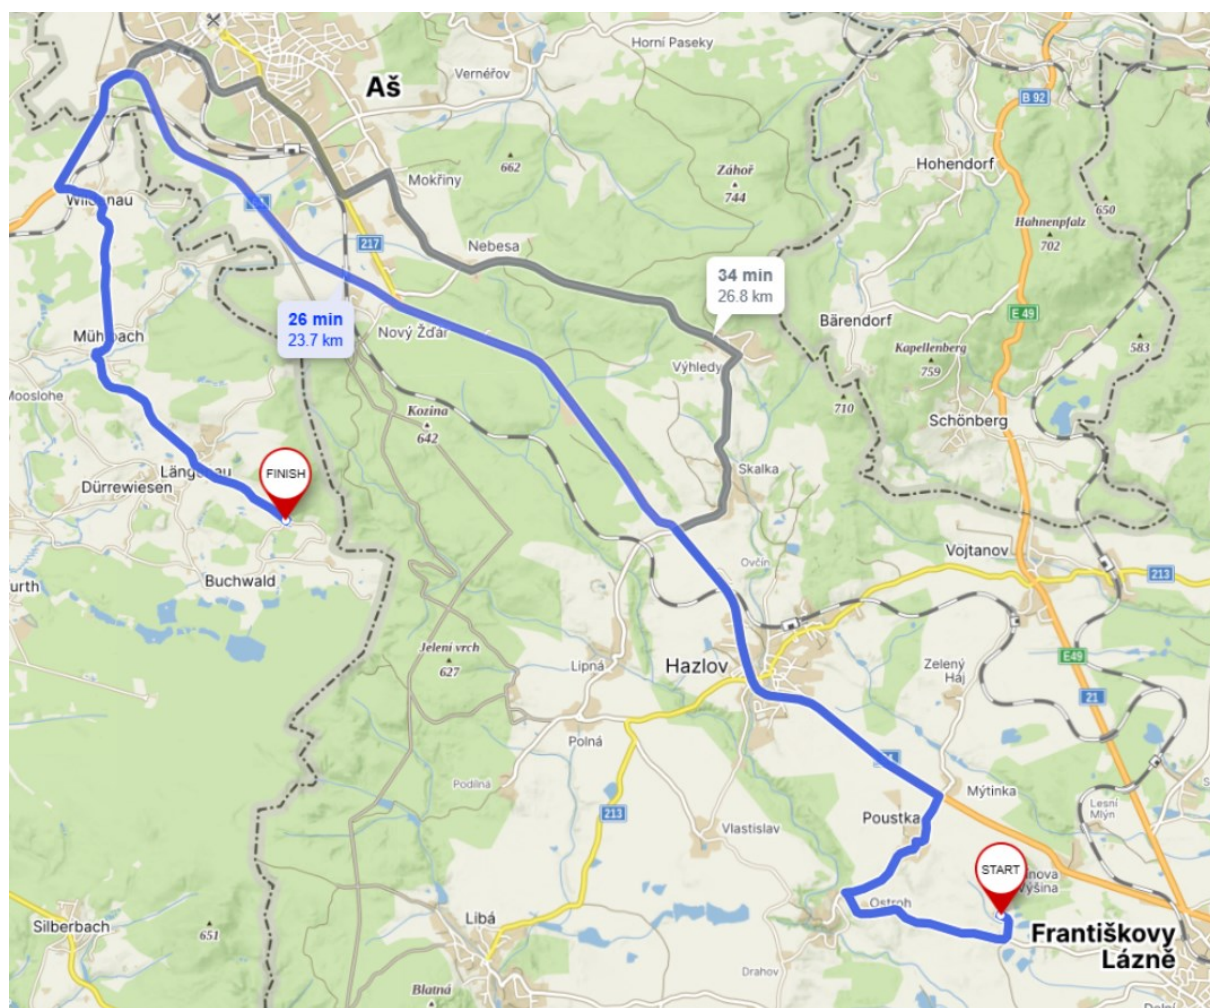 Horní Paseky
Vernéřov
Aš
B 92
Hohendorf
662
Záhoř
744
Mokřiny
650
Hahnenpfalz
702
217
Nebesa
34 min
26.8 km
26 min
23.7 km
Nový Žďár
E 49
Bärendorf
Kapellenberg
759
583
Výhledy
Mooslohe
Kozina
642
710
Schönberg
Skalka
FINISH
Dürrewiesen
Vojtanov
Ovčín
213
Buchwald
Jelení vrch
627
Lipná
Hazlov
Zelený
Háj
E49
21
Polná
Podílná
213
Mýtinka
Lesní
Mlýn
Poustka
Vlastislav
START
Ostroh
Výšina
Silberbach
651
Libá
Františkovy
Lázně
Drahov
Blatná